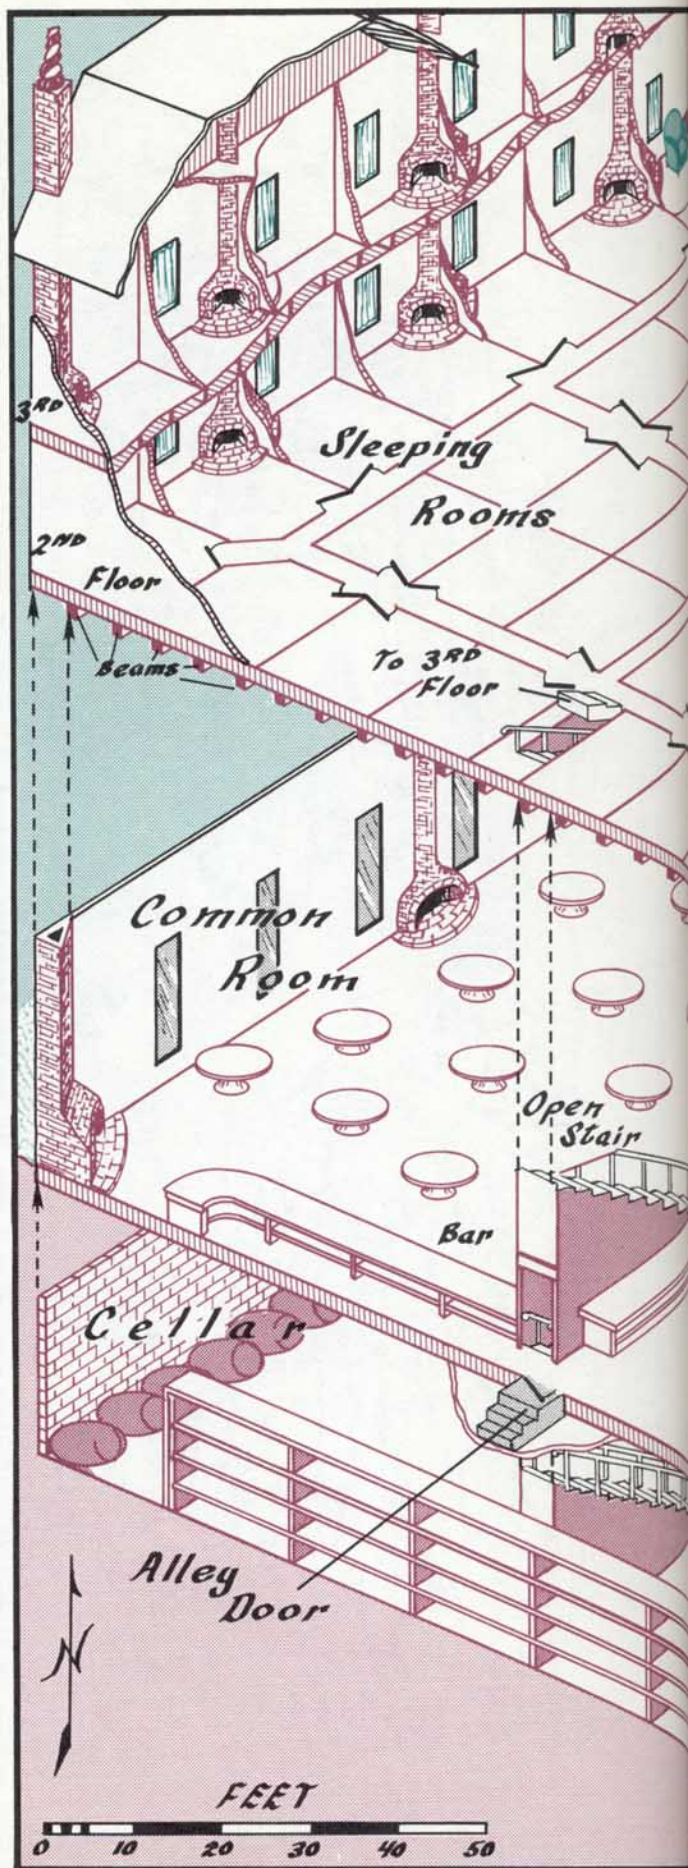 3RD
Sleeping
Rooms
2ND
Floor
Beams
To 3RD
Floor
Common
Room
Open
Stair
Bar
Cellar
Alley
Door
N
FEET
0 10 20 30 40 50